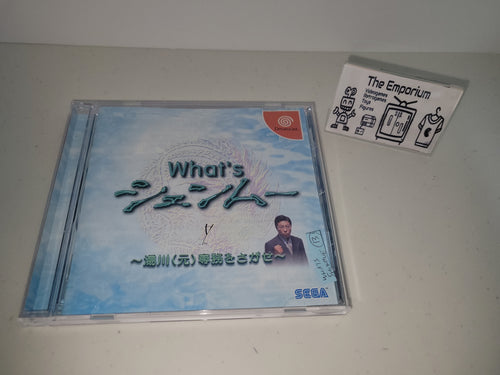 Dreamcast
What's
シェンムー
～湯川(元)専務をさがせ～
SEGA
The Emporium
Videogames
Retrogames
Toys
Figures